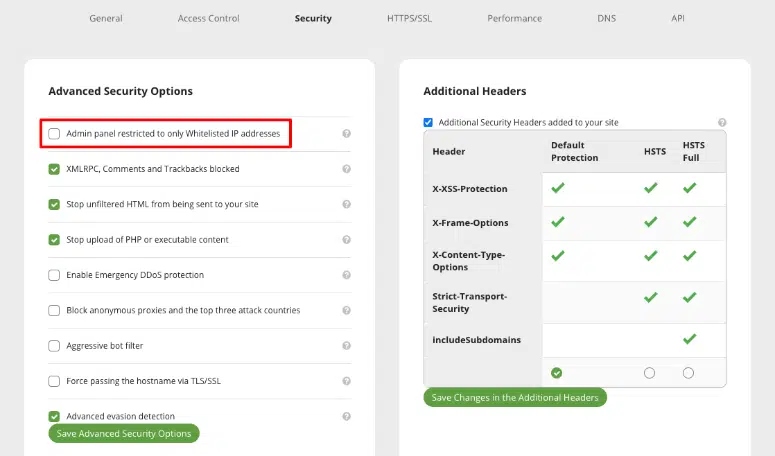 General Access Control Security HTTPS/SSL Performance DNS API
Advanced Security Options
Admin panel restricted to only Whitelisted IP addresses
XMLRPC, Comments and Trackbacks blocked
Stop unfiltered HTML from being sent to your site
Stop upload of PHP or executable content
Enable Emergency DDoS protection
Block anonymous proxies and the top three attack countries
Aggressive bot filter
Force passing the hostname via TLS/SSL
Advanced evasion detection
Save Advanced Security Options
Additional Headers
Additional Security Headers added to your site
Header
Default
Protection
HSTS
HSTS
Full
X-XSS-Protection
X-Frame-Options
X-Content-Type-
Options
Strict-Transport-
Security
includeSubdomains
Save Changes in the Additional Headers